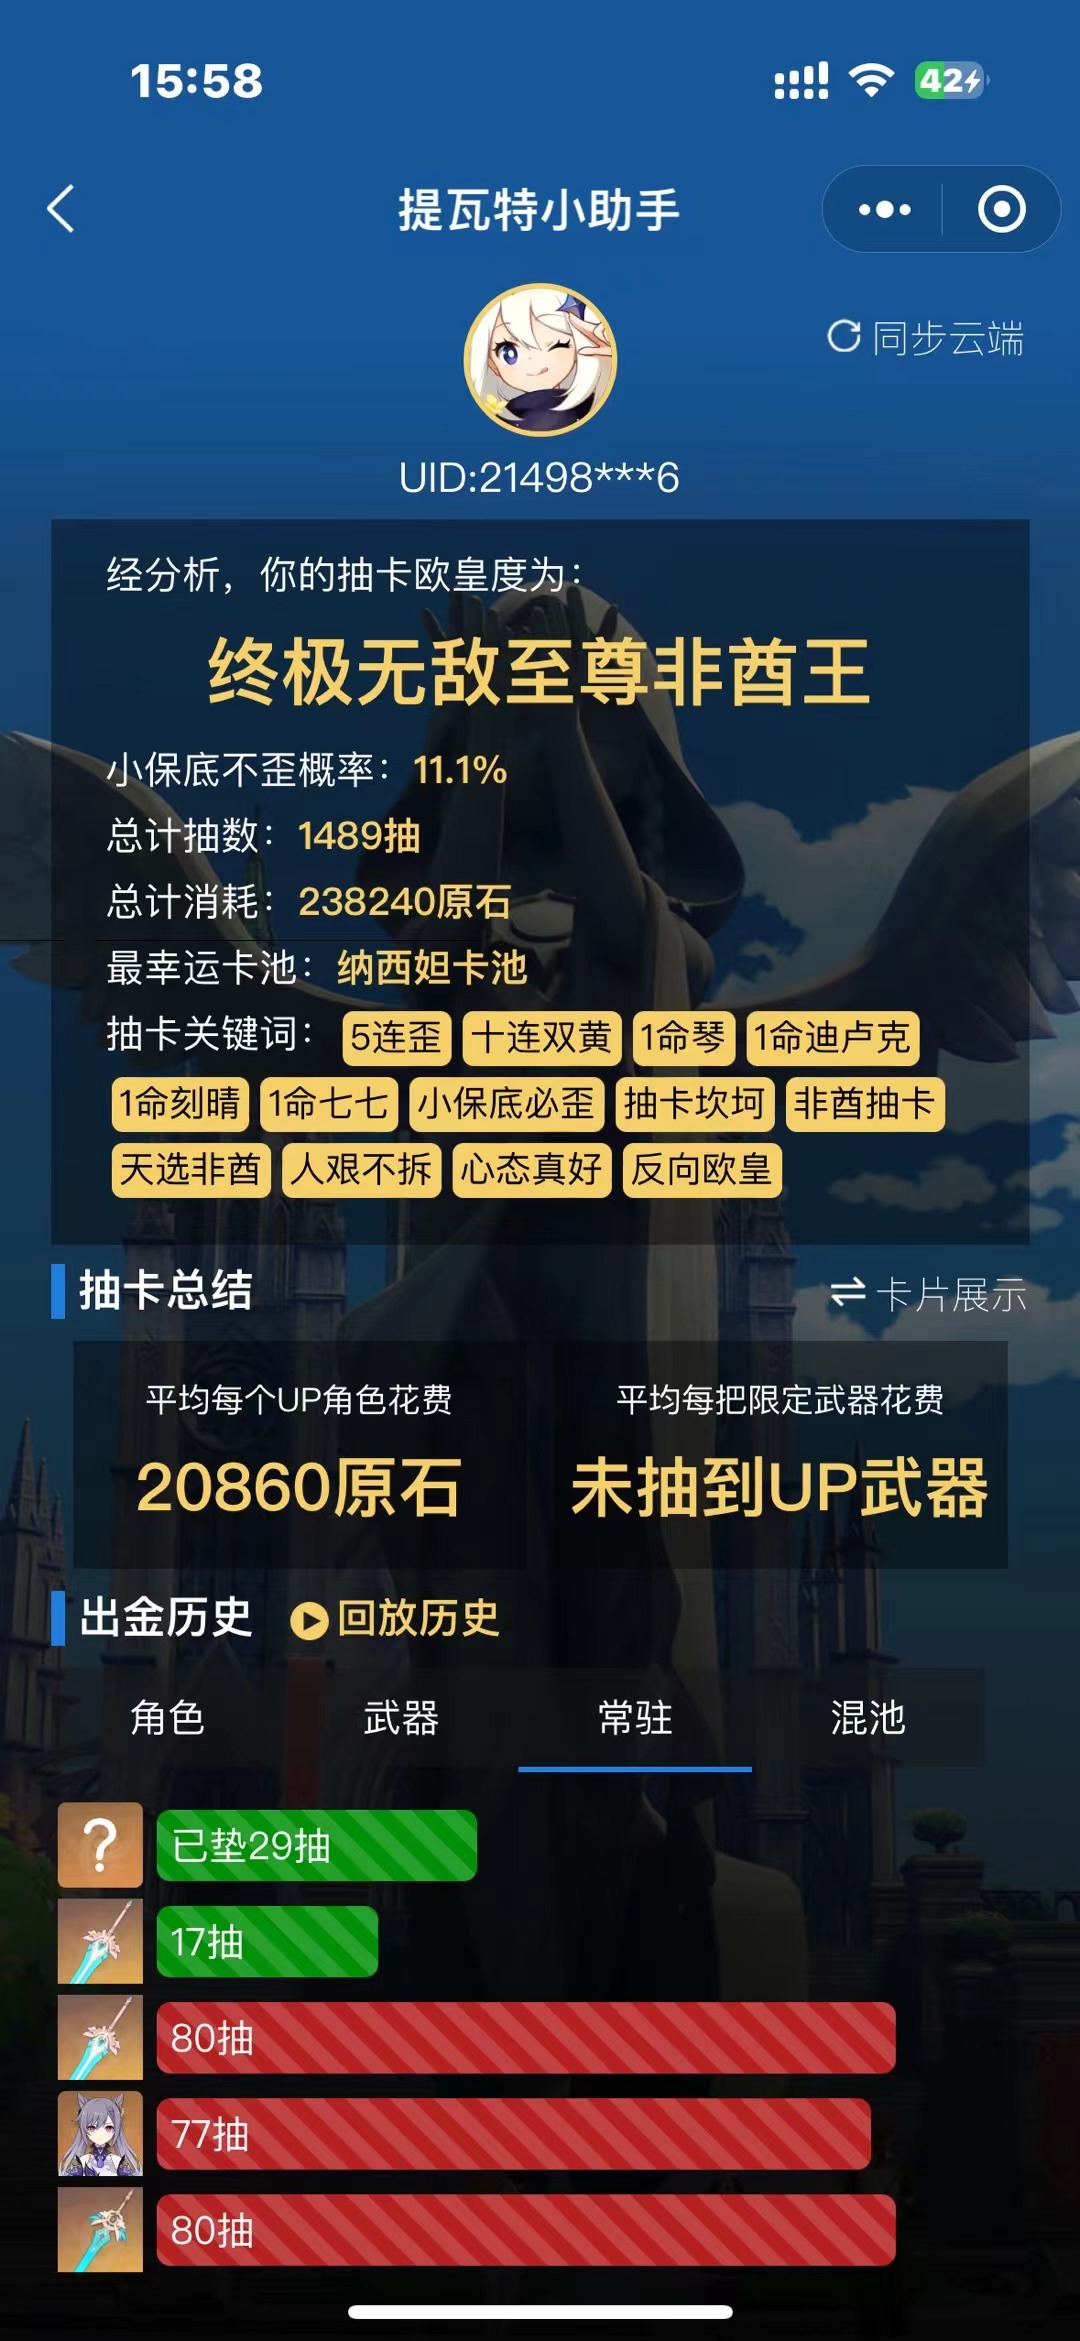 15:58
42
提瓦特小助手
同步云端
UID:21498***6
经分析，你的抽卡欧皇度为：
终极无敌至尊非酋王
小保底不歪概率：11.1%
总计抽数：1489抽
总计消耗：238240原石
最幸运卡池：纳西妲卡池
抽卡关键词： 5连歪 十连双黄 1命琴 1命迪卢克
1命刻晴 1命七七 小保底必歪 抽卡坎坷 非酋抽卡
天选非酋 人艰不拆 心态真好 反向欧皇
抽卡总结 卡片展示
平均每个UP角色花费 平均每把限定武器花费
20860原石 未抽到UP武器
出金历史 回放历史
角色 武器 常驻 混池
? 已垫29抽
17抽
80抽
77抽
80抽